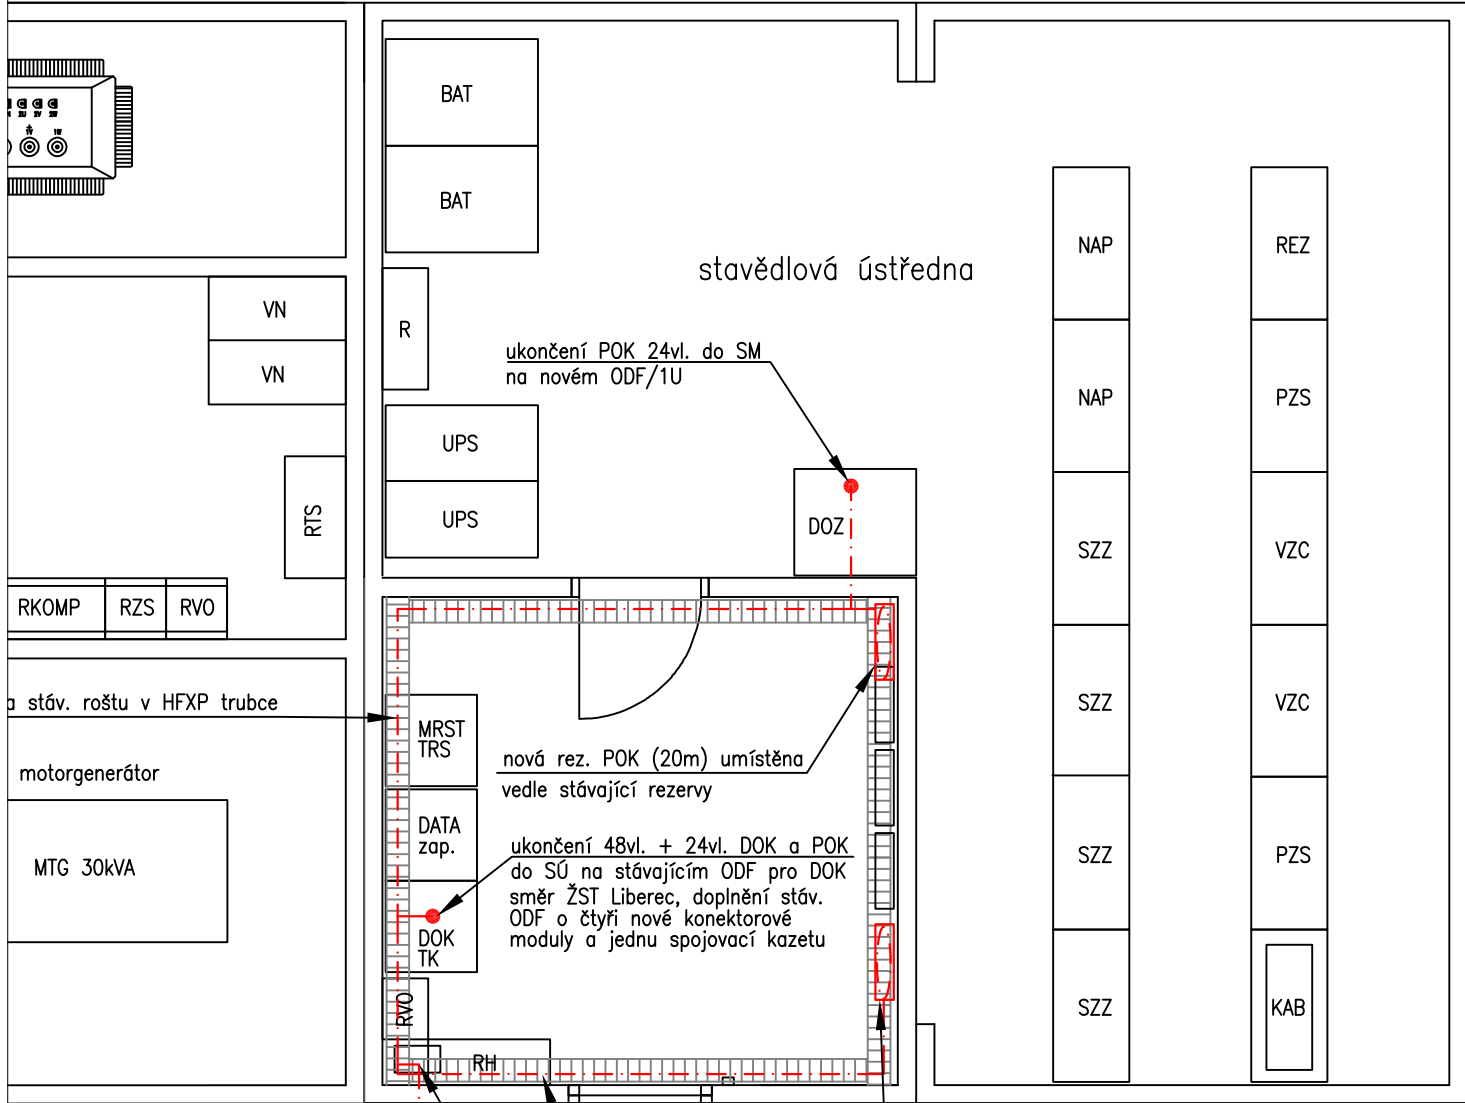 BAT
BAT
stavědlová ústředna
NAP
REZ
VN
VN
R
ukončení POK 24vl. do SM
na novém ODF/1U
NAP
PZS
UPS
UPS
RTS
DOZ
SZZ
VZC
RKOMP
RZS
RVO
a stáv. roštu v HFXP trubce
SZZ
VZC
MRST
TRS
nová rez. POK (20m) umístěna
vedle stávající rezervy
motorgenerátor
MTG 30kVA
DATA
zap.
ukončení 48vl. + 24vl. DOK a POK
do SÚ na stávajícím ODF pro DOK
směr ŽST Liberec, doplnění stáv.
ODF o čtyři nové konektorové
moduly a jednu spojovací kazetu
SZZ
PZS
DOK
TK
RVO
RH
SZZ
KAB